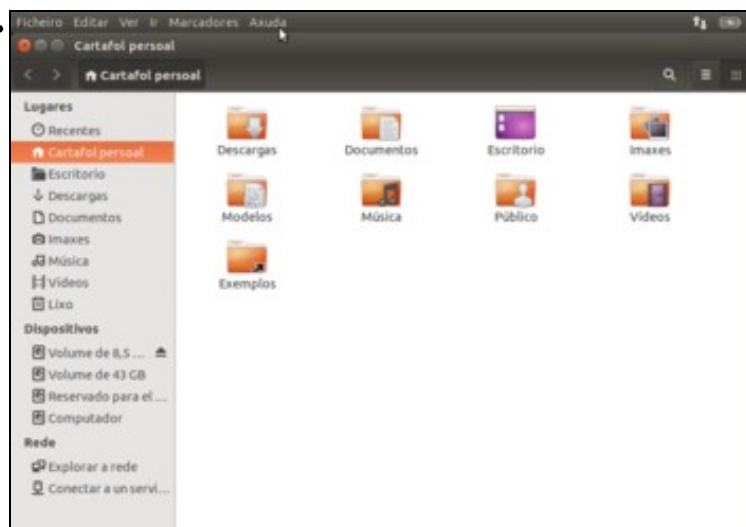 Ficheiro Editar Ver Ir Marcadores Axuda
Cartafol persoal
Cartafol persoal
Lugares
Recentes
Cartafol persoal
Escritorio
Descargas
Documentos
Imaxes
Música
Vídeos
Lixo
Dispositivos
Volume de 8,5 ...
Volume de 43 GB
Reservado para el ...
Computador
Rede
Explorar a rede
Conectar a un servi...
Descargas Documentos Escritorio Imaxes
Modelos Música Público Vídeos
Exemplos